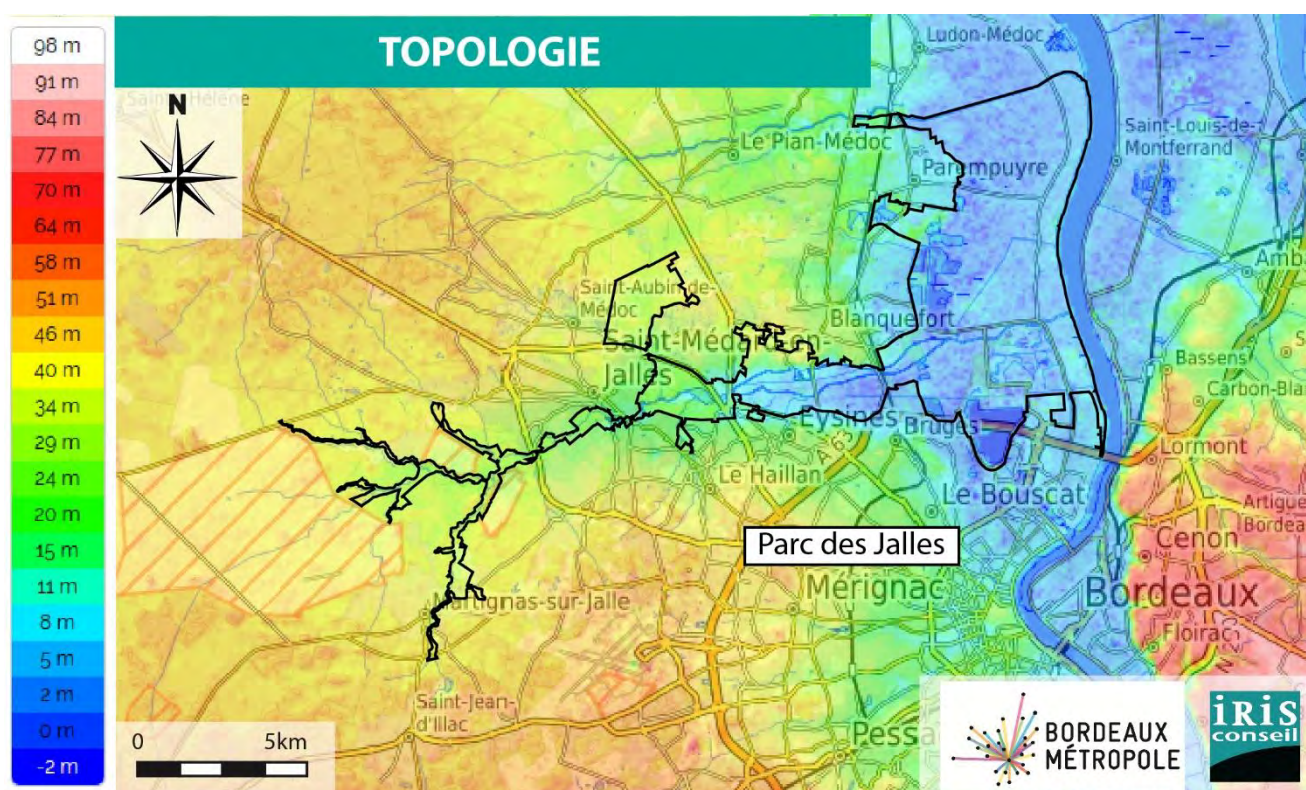 TOPOLOGIE
98 m
91 m
84 m
77 m
70 m
64 m
58 m
51 m
46 m
40 m
34 m
29 m
24 m
20 m
15 m
11 m
8 m
5 m
2 m
0 m
-2 m
N
Ludon-Médoc
Le Pian-Médoc
Saint-Louis-de-
Montferrand
Parempuyre
Saint-Aubin-de-
Médoc
Blanquefort
Saint-Médard-en-
Jalles
Bassens
Eysines
Bruges
Lormont
Le Haillan
Le Bouscat
Parc des Jalles
Cenon
Mérignac
Bordeaux
Martignas-sur-Jalle
Floirac
Saint-Jean-
d'Illac
0 5km
BORDEAUX
MÉTROPOLE
iRiS
conseil